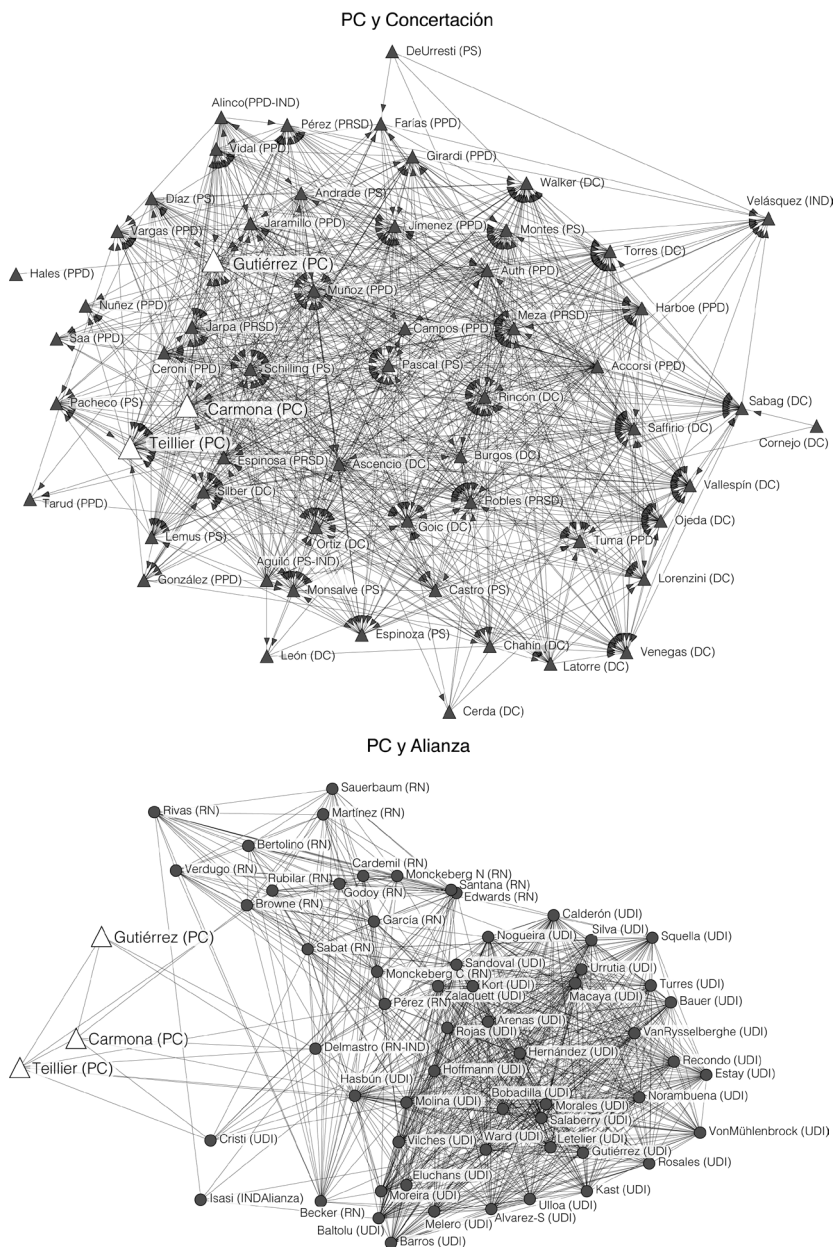 PC y Concertación
DeUrresti (PS)
Alinco(PPD-IND)
Pérez (PRSD)
Farías (PPD)
Vidal (PPD)
Girardi (PPD)
Walker (DC)
Díaz (PS)
Andrade (PS)
Velásquez (IND)
Vargas (PPD)
Jaramillo (PPD)
Jimenez (PPD)
Montes (PS)
Torres (DC)
Gutiérrez (PC)
Hales (PPD)
Auth (PPD)
Muñoz (PPD)
Nuñez (PPD)
Harboe (PPD)
Jarpa (PRSD)
Campos (PPD)
Meza (PRSD)
Saa (PPD)
Ceroni (PPD)
Schilling (PS)
Pascal (PS)
Accorsi (PPD)
Pacheco (PS)
Carmona (PC)
Rincón (DC)
Sabag (DC)
Saffirio (DC)
Cornejo (DC)
Teillier (PC)
Espinosa (PRSD)
Ascencio (DC)
Burgos (DC)
Vallespín (DC)
Tarud (PPD)
Silber (DC)
Robles (PRSD)
Goic (DC)
Ojeda (DC)
Lemus (PS)
Ortiz (DC)
Tuma (PPD)
Aguiló (PS-IND)
González (PPD)
Monsalve (PS)
Castro (PS)
Lorenzini (DC)
Espinoza (PS)
León (DC)
Chahin (DC)
Latorre (DC)
Venegas (DC)
Cerda (DC)
PC y Alianza
Sauerbaum (RN)
Rivas (RN)
Martínez (RN)
Bertolino (RN)
Verdugo (RN)
Cardemil (RN)
Monckeberg N (RN)
Rubilar (RN)
Godoy (RN)
Santana (RN)
Edwards (RN)
Browne (RN)
García (RN)
Calderón (UDI)
Gutiérrez (PC)
Sabat (RN)
Nogueira (UDI)
Silva (UDI)
Squella (UDI)
Sandoval (UDI)
Monckeberg C (RN)
Urrutia (UDI)
Kort (UDI)
Turres (UDI)
Zalaquett (UDI)
Macaya (UDI)
Pérez (RN)
Bauer (UDI)
Arenas (UDI)
Rojas (UDI)
VanRysselberghe (UDI)
Carmona (PC)
Delmastro (RN-IND)
Hernández (UDI)
Teillier (PC)
Hoffmann (UDI)
Recondo (UDI)
Estay (UDI)
Hasbún (UDI)
Bobadilla (UDI)
Norambuena (UDI)
Molina (UDI)
Morales (UDI)
Salaberry (UDI)
Cristi (UDI)
Vilches (UDI)
Ward (UDI)
Letelier (UDI)
VonMühlenbrock (UDI)
Gutiérrez (UDI)
Rosales (UDI)
Eluchans (UDI)
Isasi (INDAlianza)
Moreira (UDI)
Kast (UDI)
Becker (RN)
Ulloa (UDI)
Baltolu (UDI)
Melero (UDI)
Alvarez-S (UDI)
Barros (UDI)